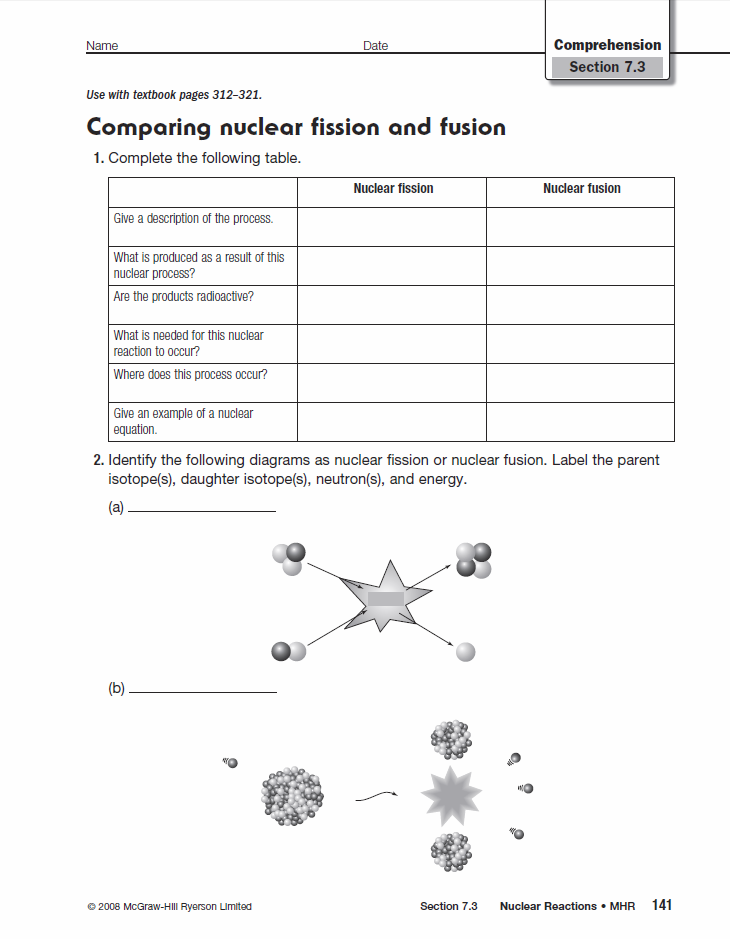 Name Date Comprehension
Section 7.3
Use with textbook pages 312–321.
Comparing nuclear fission and fusion
1. Complete the following table.
Nuclear fission Nuclear fusion
Give a description of the process.
What is produced as a result of this
nuclear process?
Are the products radioactive?
What is needed for this nuclear
reaction to occur?
Where does this process occur?
Give an example of a nuclear
equation.
2. Identify the following diagrams as nuclear fission or nuclear fusion. Label the parent
isotope(s), daughter isotope(s), neutron(s), and energy.
(a)
(b)
© 2008 McGraw-Hill Ryerson Limited Section 7.3 Nuclear Reactions • MHR 141